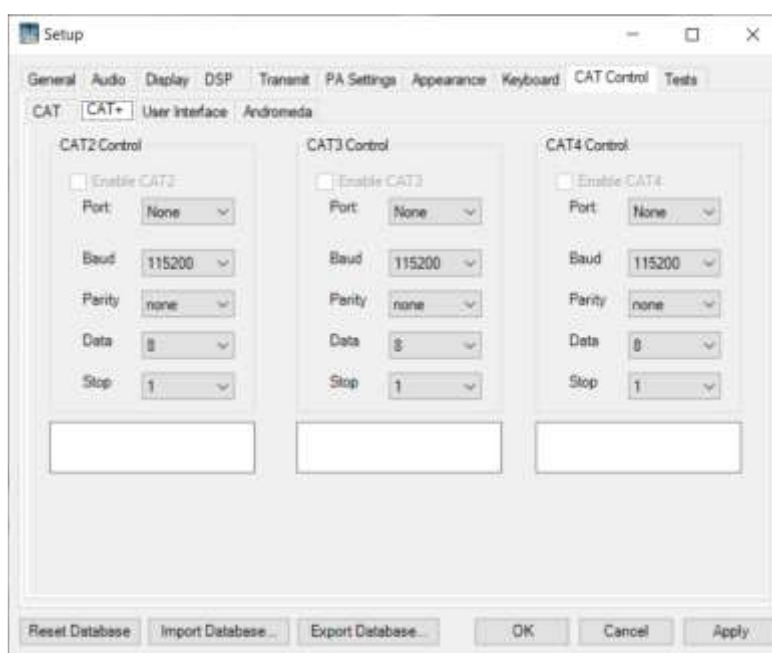 Setup
General Audio Display DSP Transmit PA Settings Appearance Keyboard CAT Control Tests
CAT CAT+ User Interface Andromeda
CAT2 Control CAT3 Control CAT4 Control
Enable CAT2 Enable CAT3 Enable CAT4
Port None Port None Port None
Baud 115200 Baud 115200 Baud 115200
Parity none Parity none Parity none
Data 8 Data 8 Data 8
Stop 1 Stop 1 Stop 1
Reset Database Import Database... Export Database... OK Cancel Apply